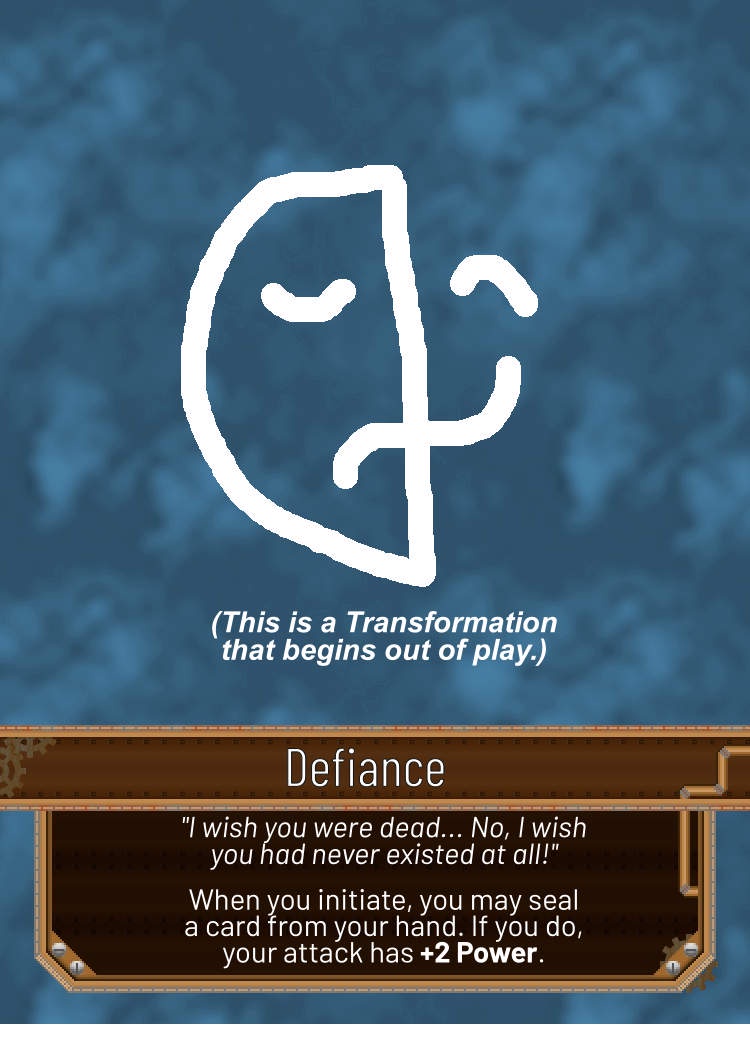 (This is a Transformation
that begins out of play.)
Defiance
"I wish you were dead... No, I wish
you had never existed at all!"
When you initiate, you may seal
a card from your hand. If you do,
your attack has +2 Power.